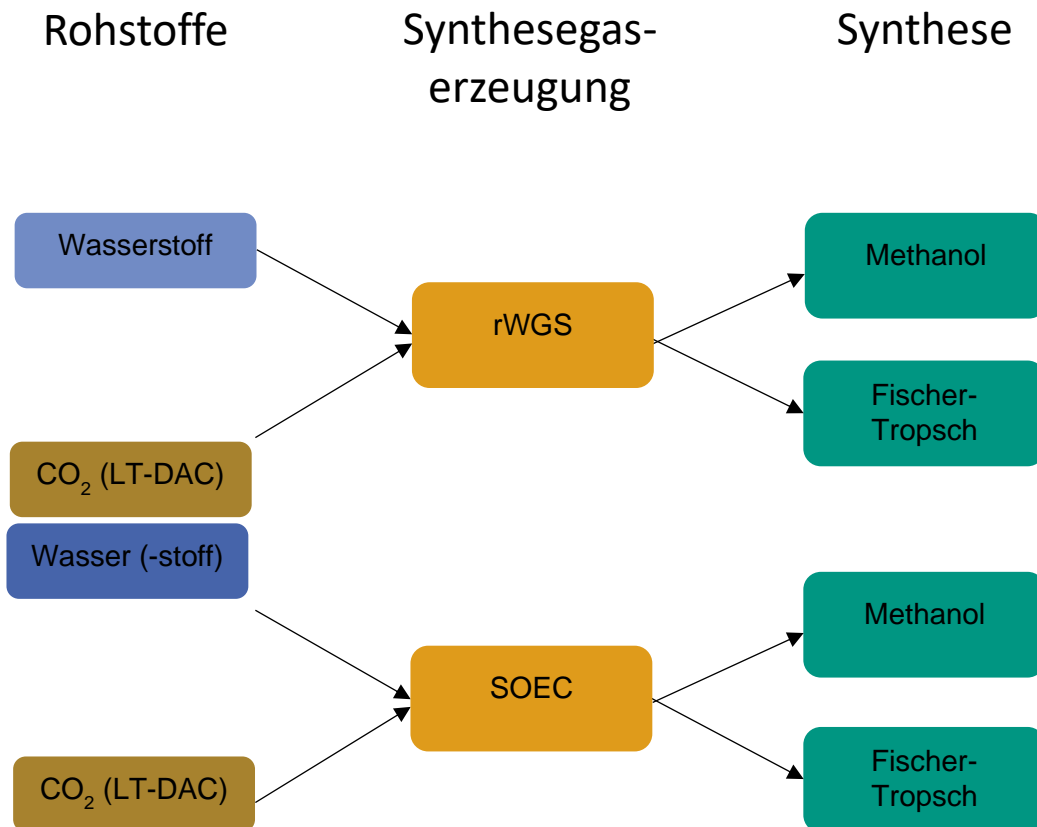 Rohstoffe
Synthesegas-
erzeugung
Synthese
Wasserstoff
CO₂ (LT-DAC)
rWGS
Methanol
Fischer-
Tropsch
Wasser (-stoff)
CO₂ (LT-DAC)
SOEC
Methanol
Fischer-
Tropsch